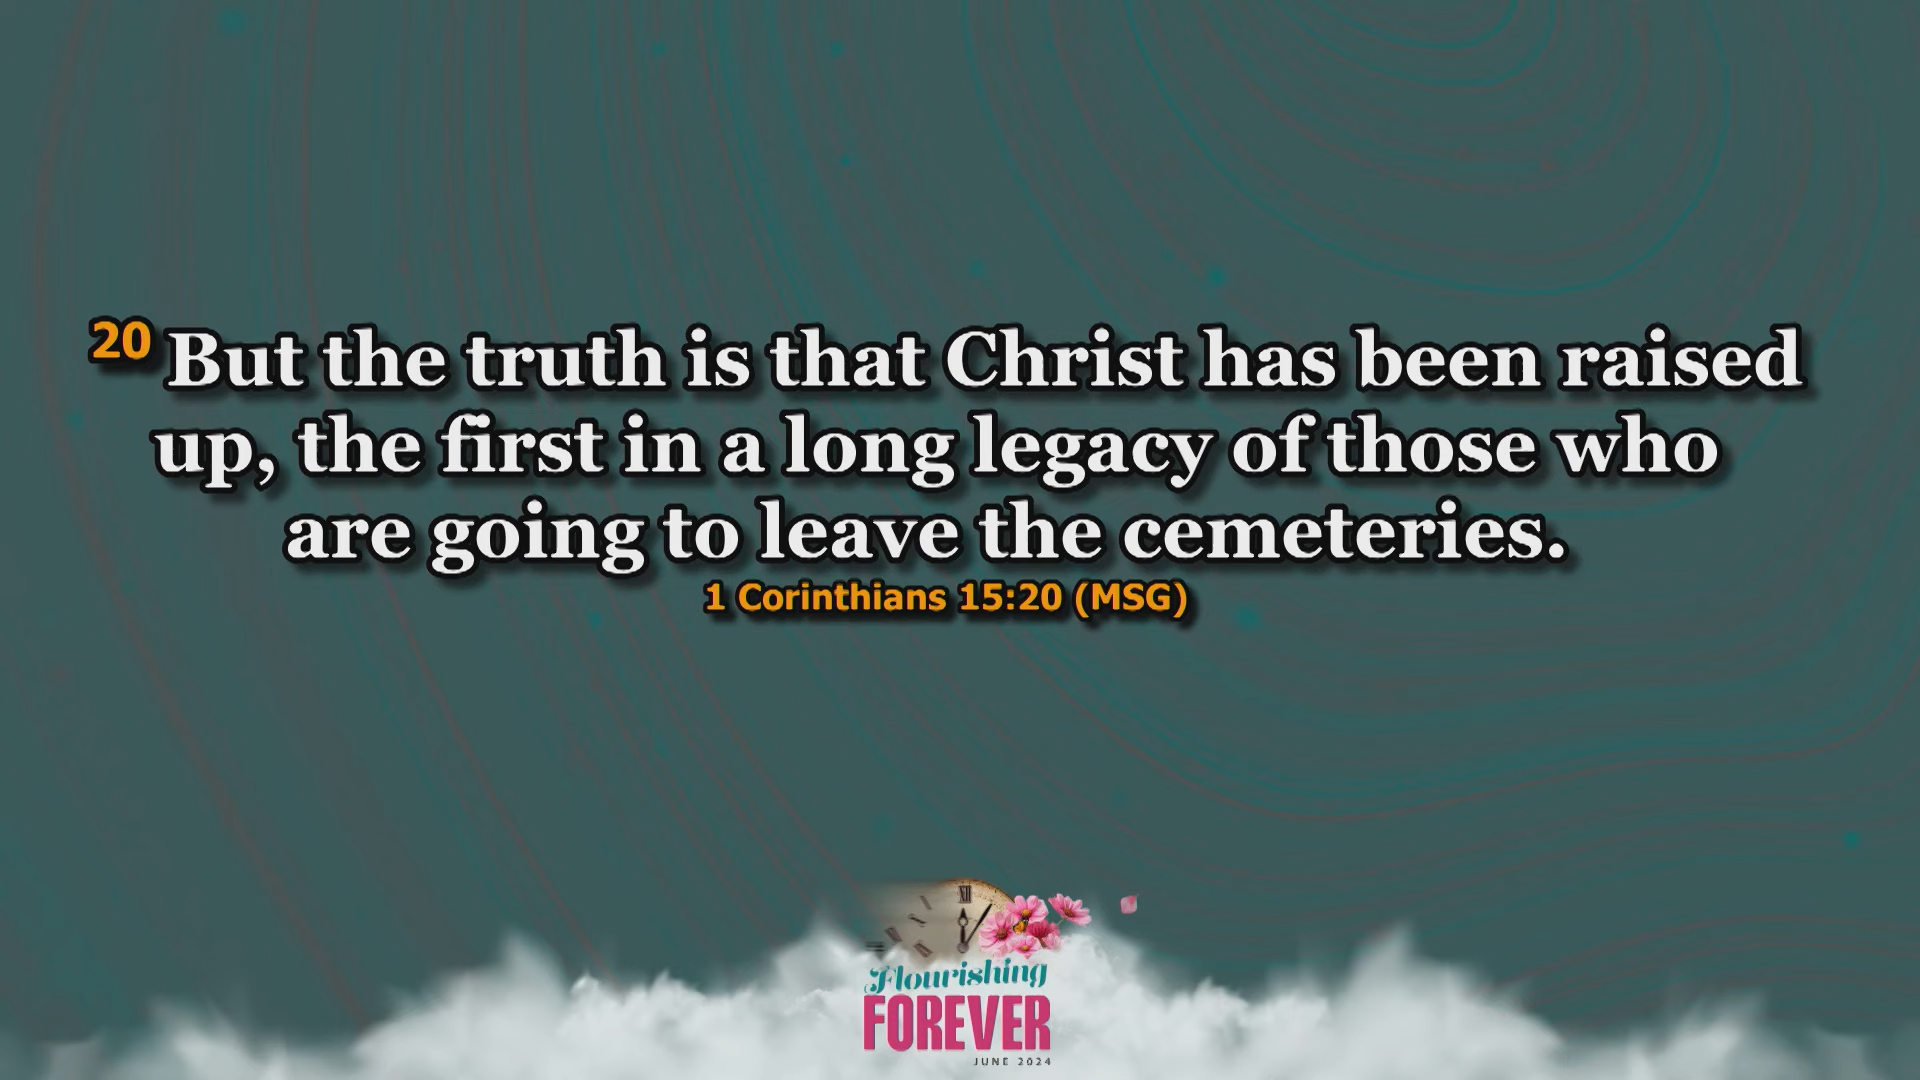 20 But the truth is that Christ has been raised
up, the first in a long legacy of those who
are going to leave the cemeteries.
1 Corinthians 15:20 (MSG)
XII
Flourishing
FOREVER
JUNE 2024